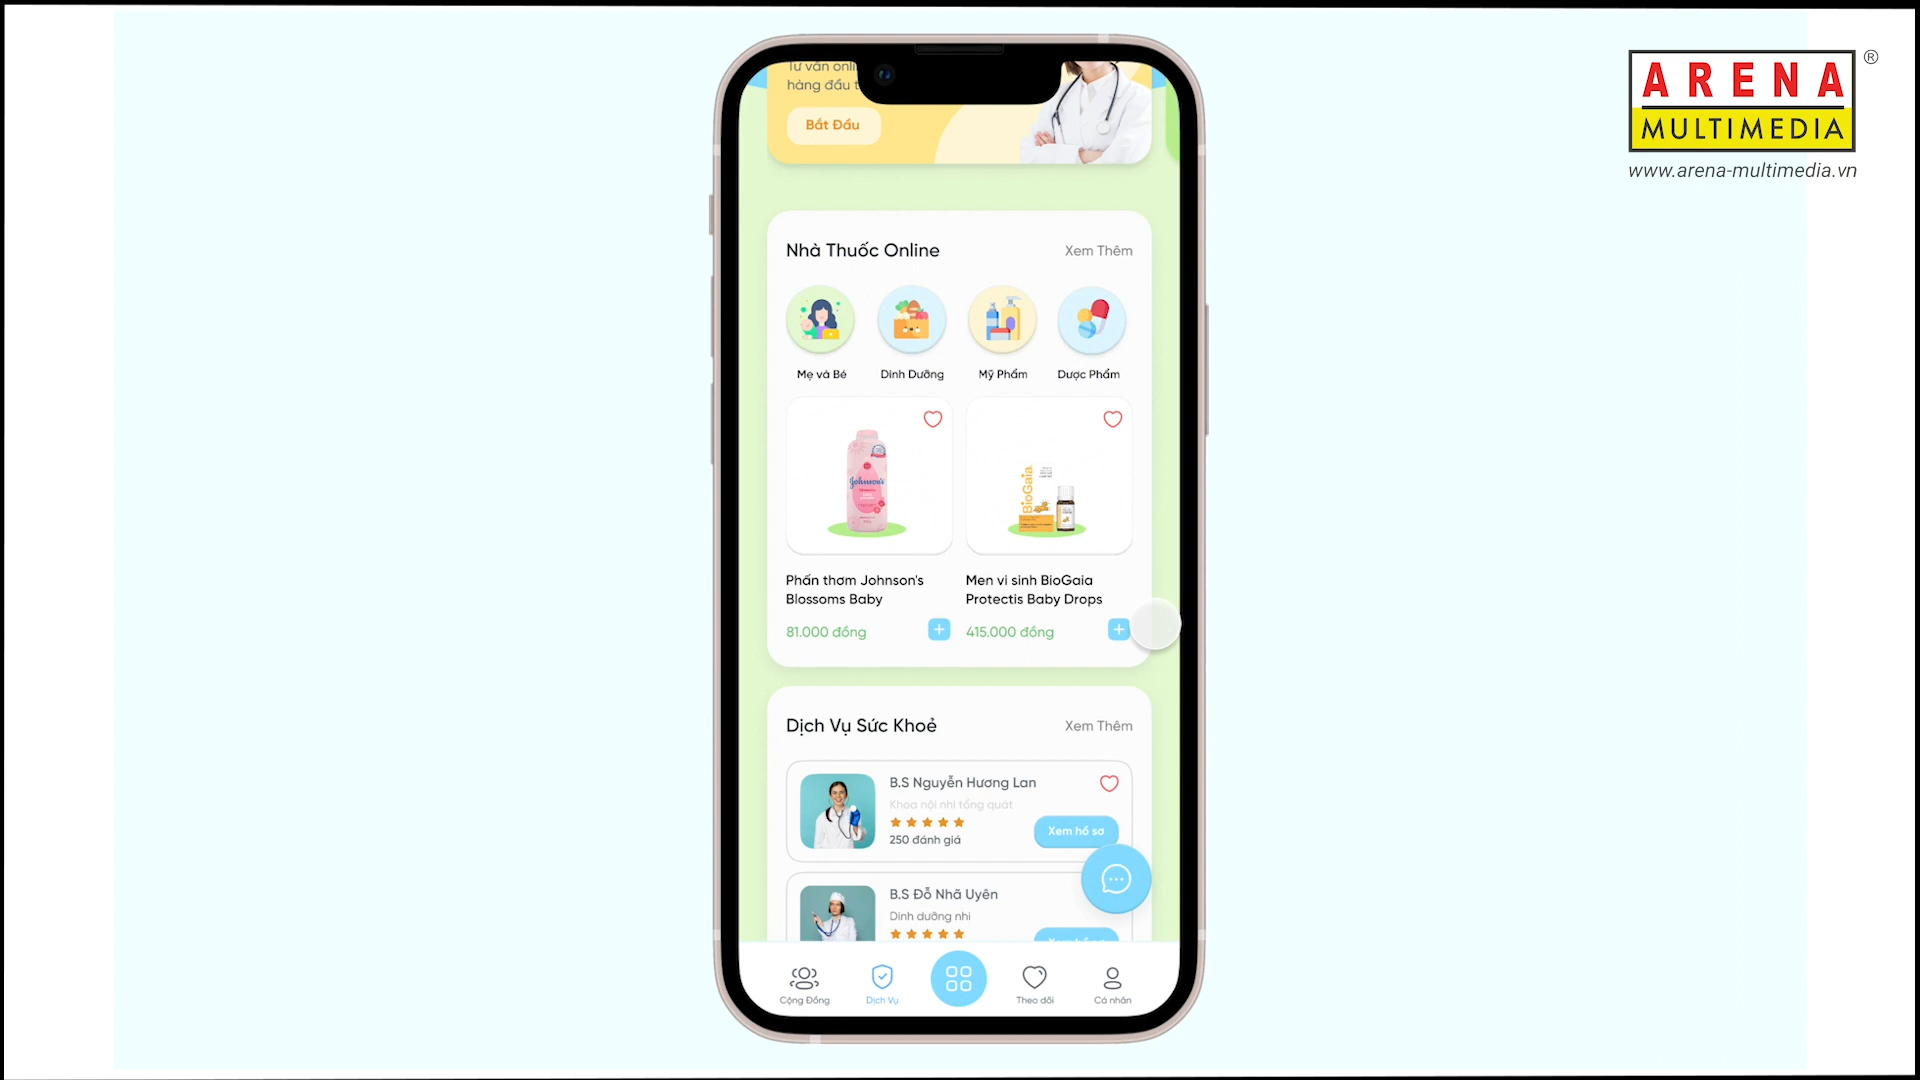 ARENA
®
MULTIMEDIA
www.arena-multimedia.vn
Tư vấn onli
hàng đầu t
Bắt Đầu
Nhà Thuốc Online
Xem Thêm
Mẹ và Bé
Dinh Dưỡng
Mỹ Phẩm
Dược Phẩm
Johnson's
BioGaia
Phấn thơm Johnson's
Blossoms Baby
Men vi sinh BioGaia
Protectis Baby Drops
81.000 đồng
415.000 đồng
Dịch Vụ Sức Khoẻ
Xem Thêm
B.S Nguyễn Hương Lan
Khoa nội nhi tổng quát
250 đánh giá
Xem hồ sơ
B.S Đỗ Nhã Uyên
Dinh dưỡng nhi
Cộng Đồng
Dịch Vụ
Theo dõi
Cá nhân